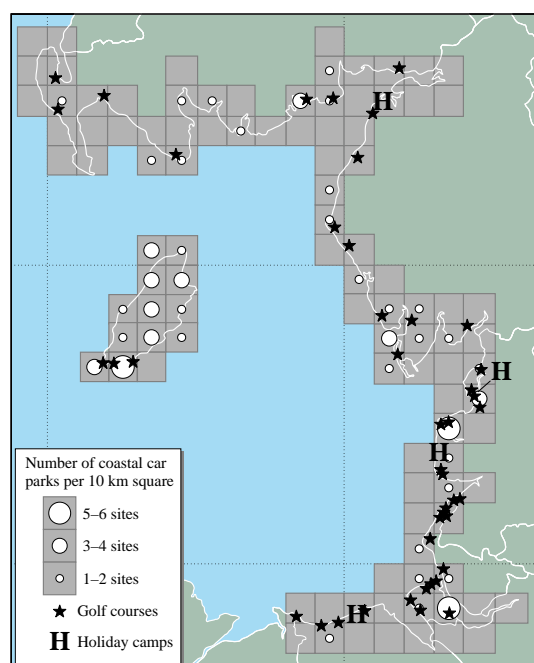 H
H
H
H
Number of coastal car
parks per 10 km square
5–6 sites
3–4 sites
1–2 sites
Golf courses
H Holiday camps